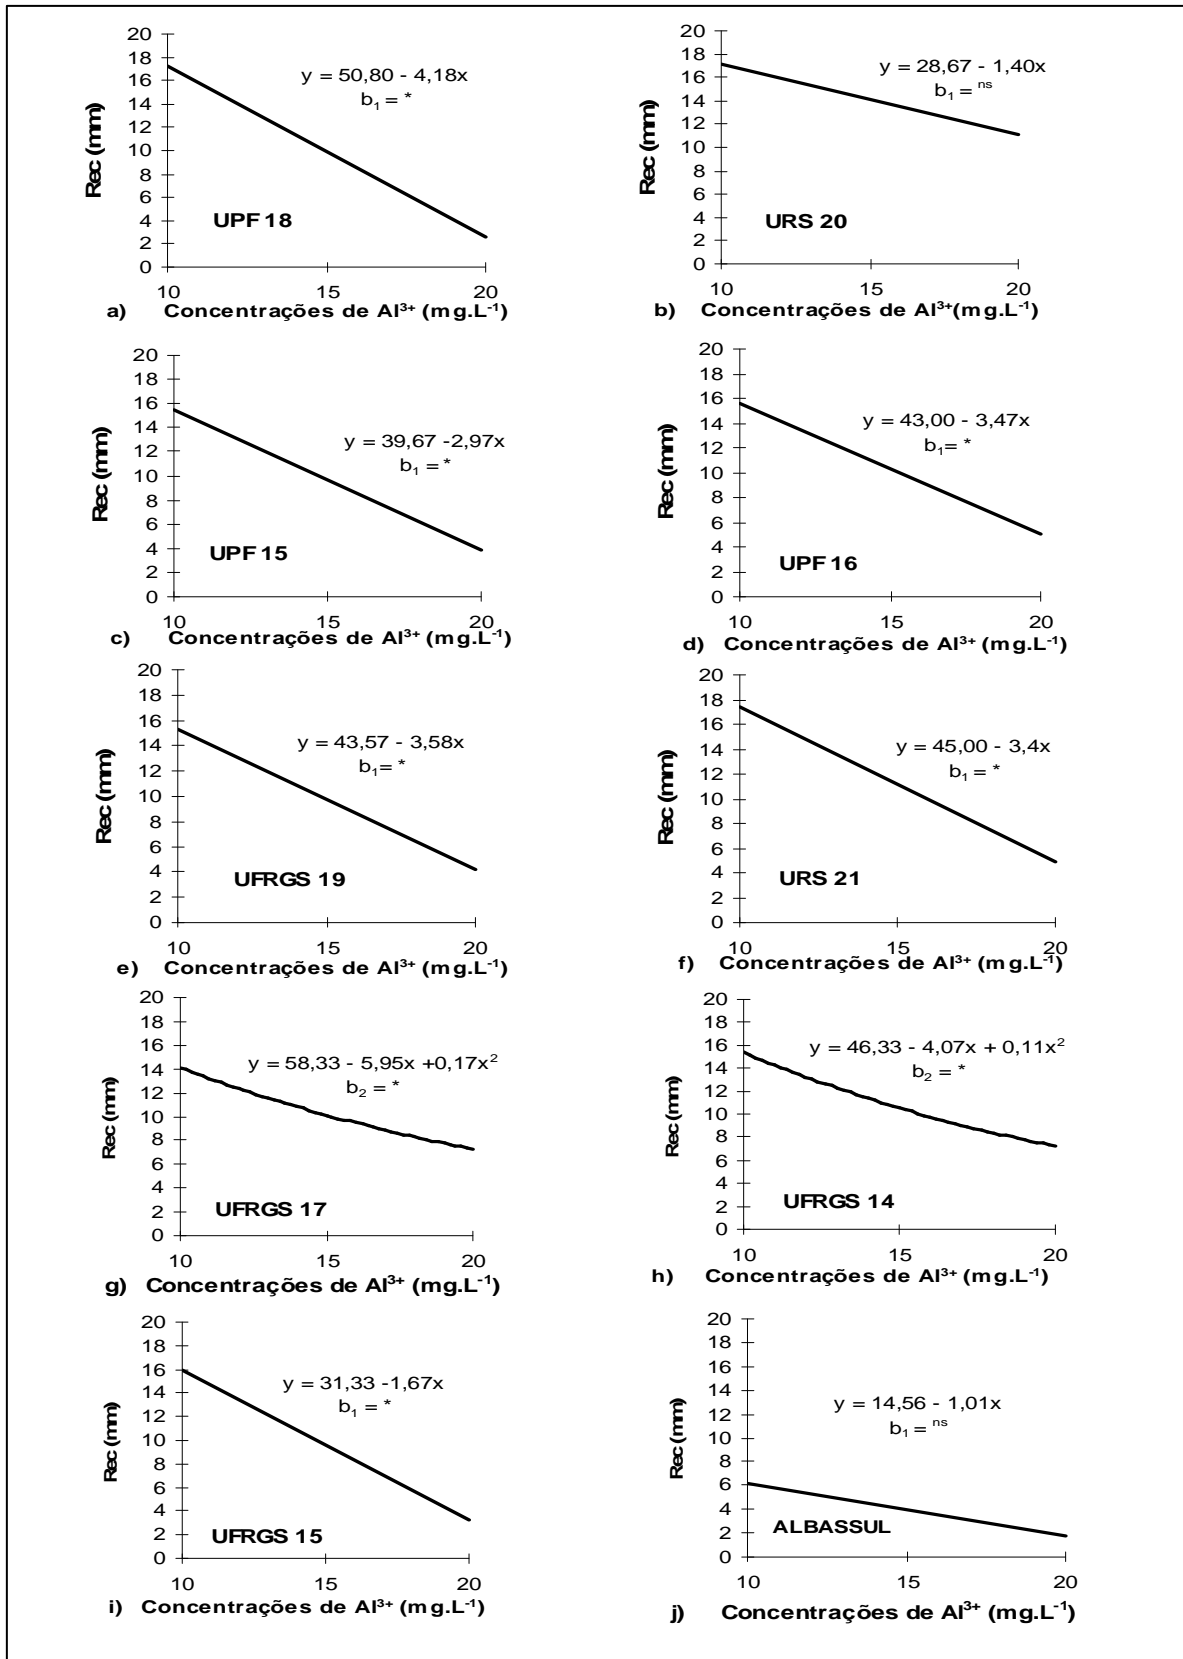 20
18
16
14
12
10
8
6
4
2
0
Rec (mm)
y = 50,80 - 4,18x
b₁ = *
UPF 18
10 15 20
a) Concentrações de Al³⁺ (mg.L⁻¹)
20
18
16
14
12
10
8
6
4
2
0
Rec (mm)
y = 28,67 - 1,40x
b₁ = ⁿˢ
URS 20
10 15 20
b) Concentrações de Al³⁺(mg.L⁻¹)
20
18
16
14
12
10
8
6
4
2
0
Rec (mm)
y = 39,67 -2,97x
b₁ = *
UPF 15
10 15 20
c) Concentrações de Al³⁺ (mg.L⁻¹)
20
18
16
14
12
10
8
6
4
2
0
Rec (mm)
y = 43,00 - 3,47x
b₁= *
UPF 16
10 15 20
d) Concentrações de Al³⁺ (mg.L⁻¹)
20
18
16
14
12
10
8
6
4
2
0
Rec (mm)
y = 43,57 - 3,58x
b₁= *
UFRGS 19
10 15 20
e) Concentrações de Al³⁺ (mg.L⁻¹)
20
18
16
14
12
10
8
6
4
2
0
Rec (mm)
y = 45,00 - 3,4x
b₁ = *
URS 21
10 15 20
f) Concentrações de Al³⁺ (mg.L⁻¹)
20
18
16
14
12
10
8
6
4
2
0
Rec (mm)
y = 58,33 - 5,95x +0,17x²
b₂ = *
UFRGS 17
10 15 20
g) Concentrações de Al³⁺ (mg.L⁻¹)
20
18
16
14
12
10
8
6
4
2
0
Rec (mm)
y = 46,33 - 4,07x + 0,11x²
b₂ = *
UFRGS 14
10 15 20
h) Concentrações de Al³⁺ (mg.L⁻¹)
20
18
16
14
12
10
8
6
4
2
0
Rec (mm)
y = 31,33 -1,67x
b₁ = *
UFRGS 15
10 15 20
i) Concentrações de Al³⁺ (mg.L⁻¹)
20
18
16
14
12
10
8
6
4
2
0
Rec (mm)
y = 14,56 - 1,01x
b₁ = ⁿˢ
ALBASSUL
10 15 20
j) Concentrações de Al³⁺ (mg.L⁻¹)